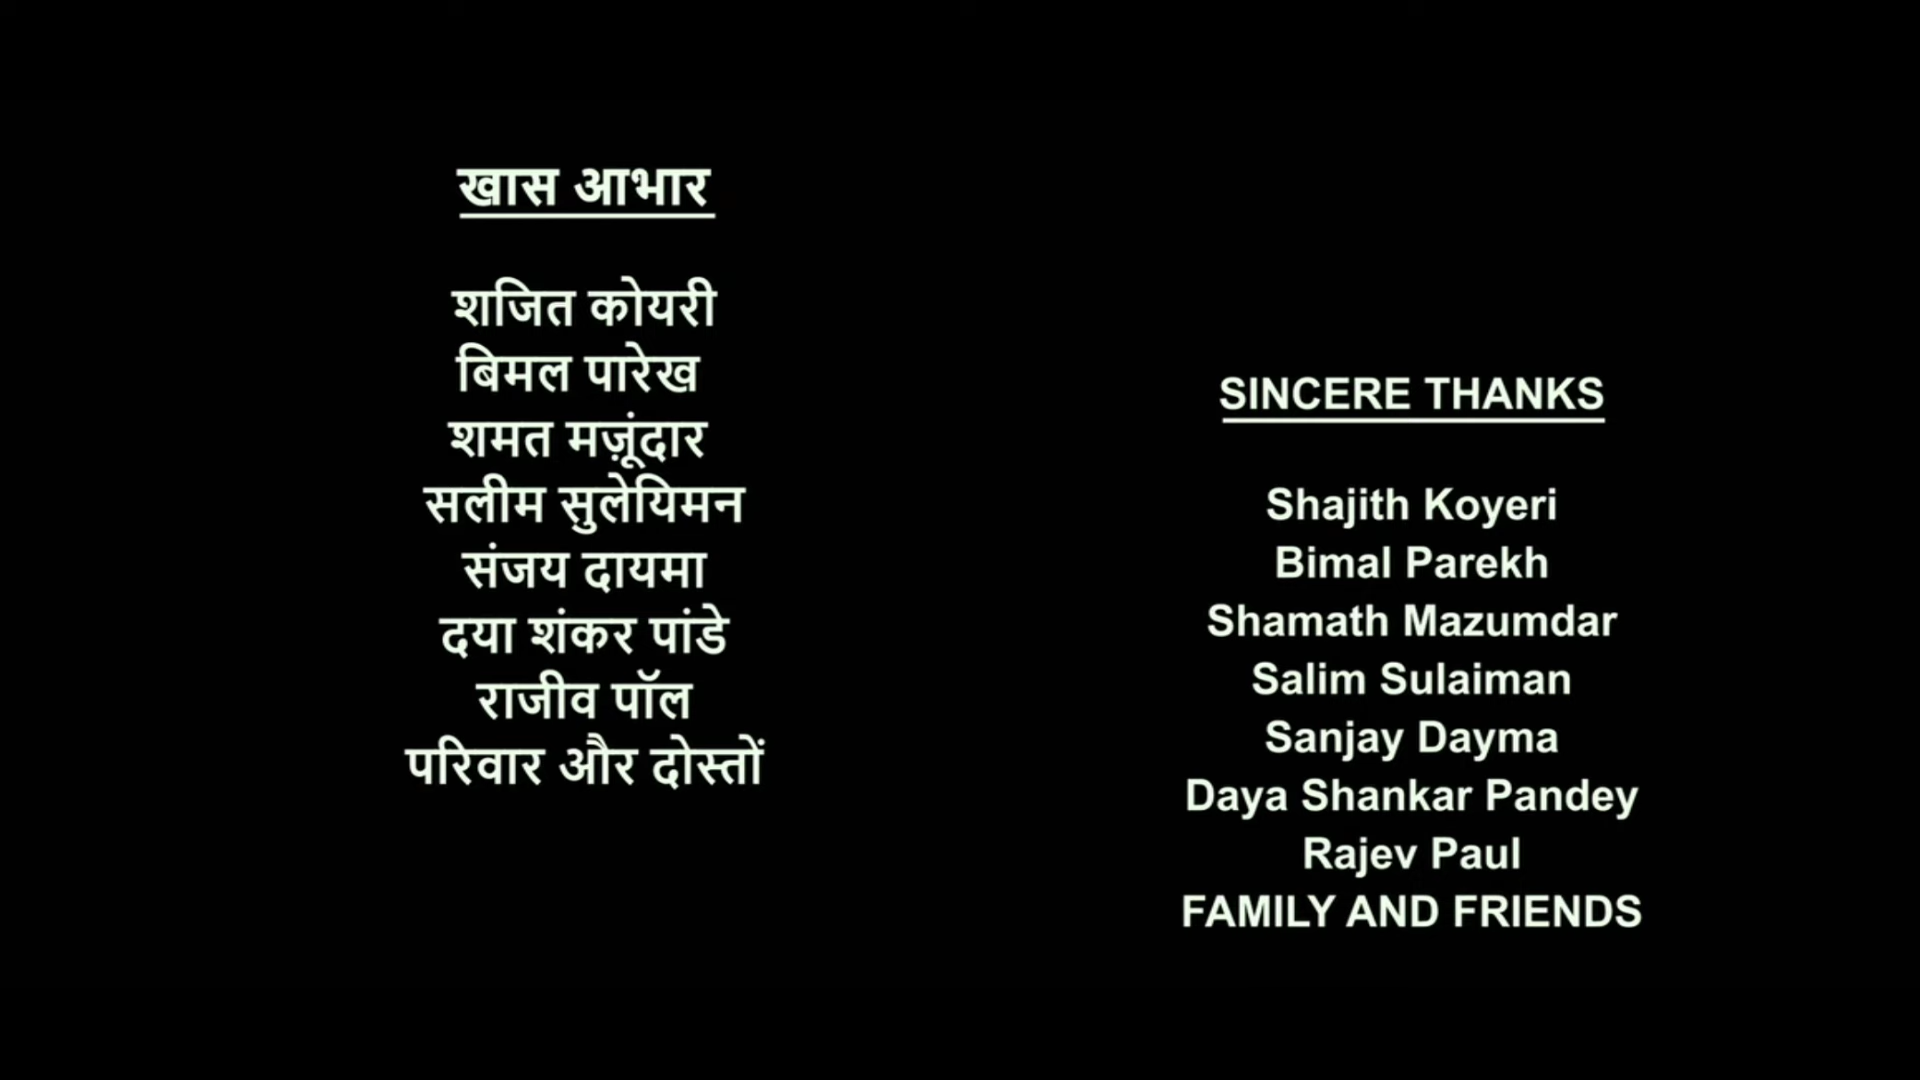 खास आभार
शजित कोयरी
बिमल पारेख
शमत मज़ूंदार
सलीम सुलेयिमन
संजय दायमा
दया शंकर पांडे
राजीव पॉल
परिवार और दोस्तों
SINCERE THANKS
Shajith Koyeri
Bimal Parekh
Shamath Mazumdar
Salim Sulaiman
Sanjay Dayma
Daya Shankar Pandey
Rajev Paul
FAMILY AND FRIENDS